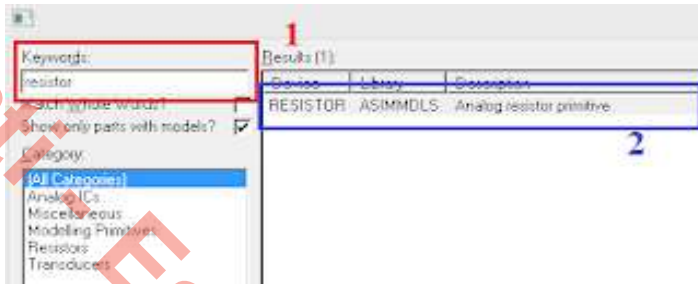 1
Keywords:
resistor
Match Whole Words?
Show only parts with models?
Category:
(All Categories)
Analog ICs
Miscellaneous
Modelling Primitives
Resistors
Transducers
Results (1):
Device Library Description
RESISTOR ASIMMDLS Analog resistor primitive
2